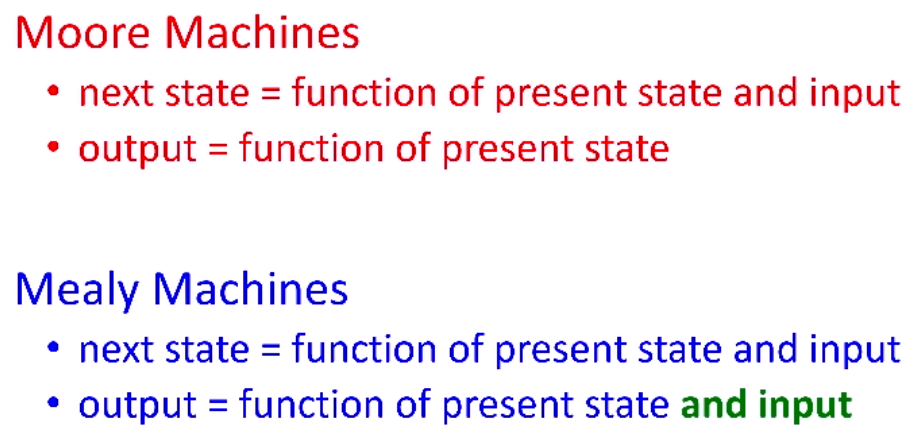 Moore Machines
• next state = function of present state and input
• output = function of present state
Mealy Machines
• next state = function of present state and input
• output = function of present state and input